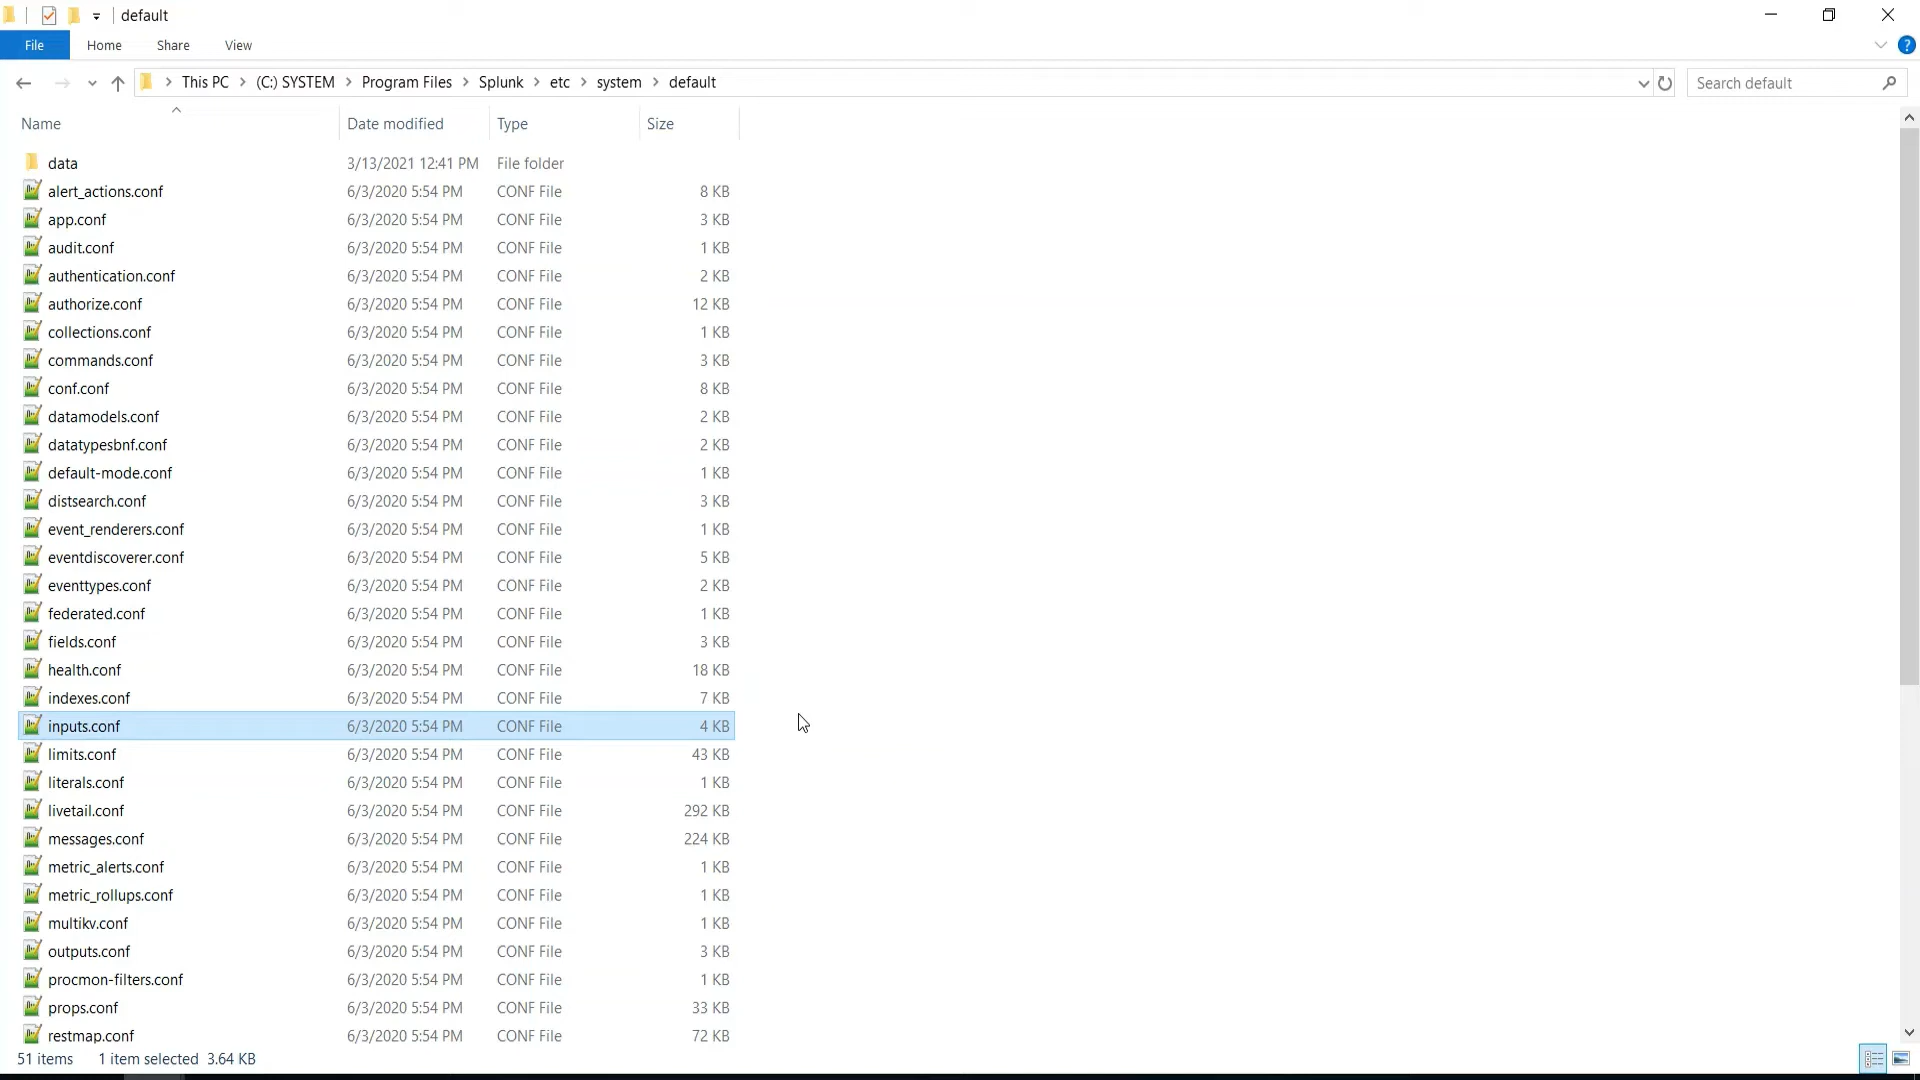 default
File Home Share View
?
This PC > (C:) SYSTEM > Program Files > Splunk > etc > system > default
Search default
Name Date modified Type Size
data 3/13/2021 12:41 PM File folder
alert_actions.conf 6/3/2020 5:54 PM CONF File 8 KB
app.conf 6/3/2020 5:54 PM CONF File 3 KB
audit.conf 6/3/2020 5:54 PM CONF File 1 KB
authentication.conf 6/3/2020 5:54 PM CONF File 2 KB
authorize.conf 6/3/2020 5:54 PM CONF File 12 KB
collections.conf 6/3/2020 5:54 PM CONF File 1 KB
commands.conf 6/3/2020 5:54 PM CONF File 3 KB
conf.conf 6/3/2020 5:54 PM CONF File 8 KB
datamodels.conf 6/3/2020 5:54 PM CONF File 2 KB
datatypesbnf.conf 6/3/2020 5:54 PM CONF File 2 KB
default-mode.conf 6/3/2020 5:54 PM CONF File 1 KB
distsearch.conf 6/3/2020 5:54 PM CONF File 3 KB
event_renderers.conf 6/3/2020 5:54 PM CONF File 1 KB
eventdiscoverer.conf 6/3/2020 5:54 PM CONF File 5 KB
eventtypes.conf 6/3/2020 5:54 PM CONF File 2 KB
federated.conf 6/3/2020 5:54 PM CONF File 1 KB
fields.conf 6/3/2020 5:54 PM CONF File 3 KB
health.conf 6/3/2020 5:54 PM CONF File 18 KB
indexes.conf 6/3/2020 5:54 PM CONF File 7 KB
inputs.conf 6/3/2020 5:54 PM CONF File 4 KB
limits.conf 6/3/2020 5:54 PM CONF File 43 KB
literals.conf 6/3/2020 5:54 PM CONF File 1 KB
livetail.conf 6/3/2020 5:54 PM CONF File 292 KB
messages.conf 6/3/2020 5:54 PM CONF File 224 KB
metric_alerts.conf 6/3/2020 5:54 PM CONF File 1 KB
metric_rollups.conf 6/3/2020 5:54 PM CONF File 1 KB
multikv.conf 6/3/2020 5:54 PM CONF File 1 KB
outputs.conf 6/3/2020 5:54 PM CONF File 3 KB
procmon-filters.conf 6/3/2020 5:54 PM CONF File 1 KB
props.conf 6/3/2020 5:54 PM CONF File 33 KB
restmap.conf 6/3/2020 5:54 PM CONF File 72 KB
51 items 1 item selected 3.64 KB